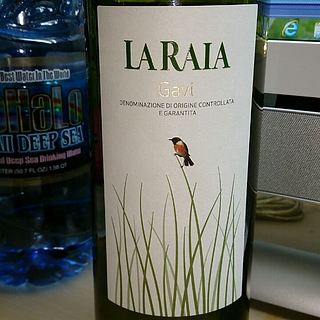 LA RAIA
Gavi
DENOMINAZIONE DI ORIGINE CONTROLLATA
E GARANTITA
Best Water In The World
II DEEP SEA
Deep Sea Drinking Water